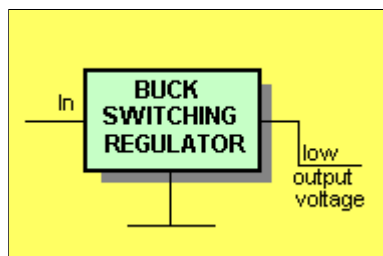 BUCK
SWITCHING
REGULATOR
In
low
output
voltage